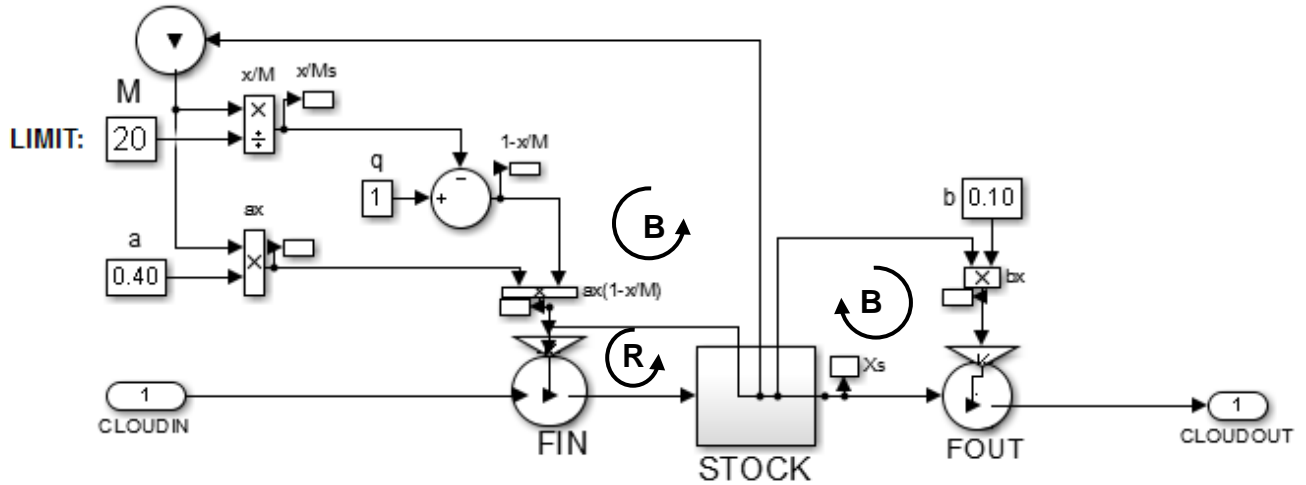 x/M
x/Ms
M
LIMIT:
20
×
÷
1-x/M
q
1
−
+
b
0.10
ax
a
0.40
×
B
ax(1-x/M)
×
×
bx
B
R
K
K
Xs
1
CLOUDIN
FIN
STOCK
FOUT
1
CLOUDOUT